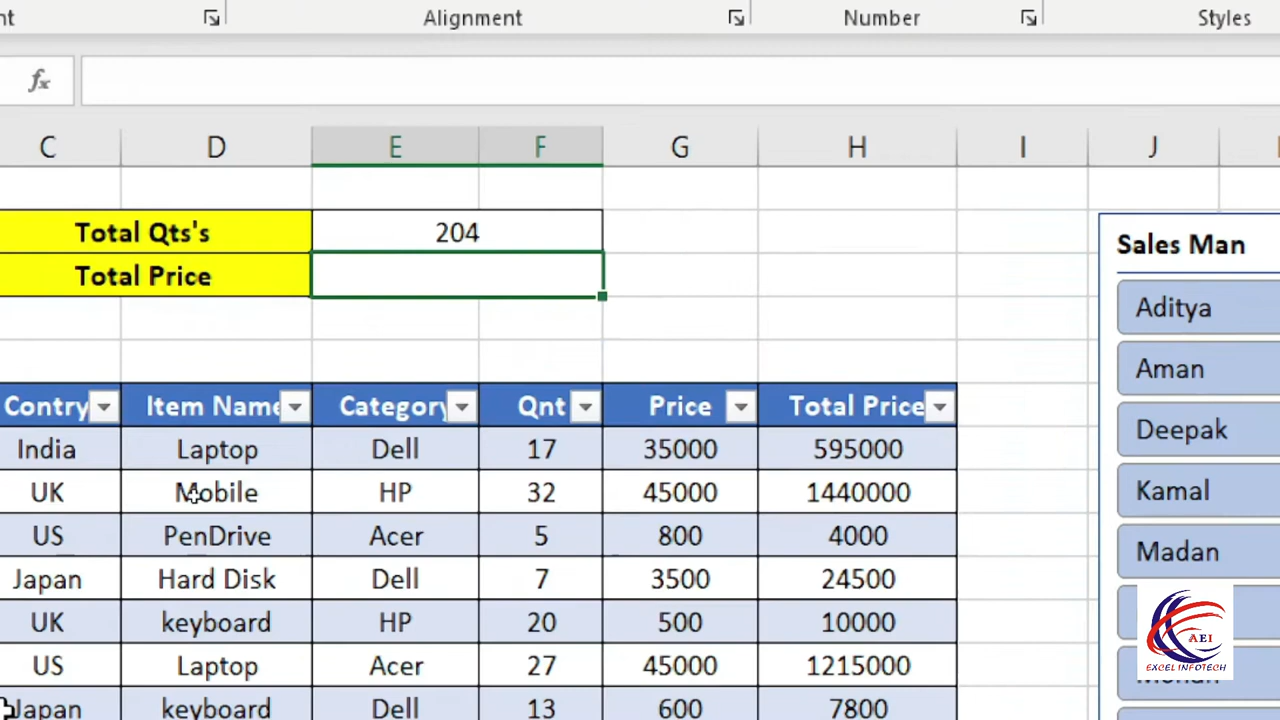 nt Alignment Number Styles
fx
C D E F G H I J
Total Qts's 204
Total Price
Sales Man
Aditya
Aman
Deepak
Kamal
Madan
Contry Item Name Category Qnt Price Total Price
India Laptop Dell 17 35000 595000
UK Mobile HP 32 45000 1440000
US PenDrive Acer 5 800 4000
Japan Hard Disk Dell 7 3500 24500
UK keyboard HP 20 500 10000
US Laptop Acer 27 45000 1215000
Japan keyboard Dell 13 600 7800
AEI
EXCEL INFOTECH